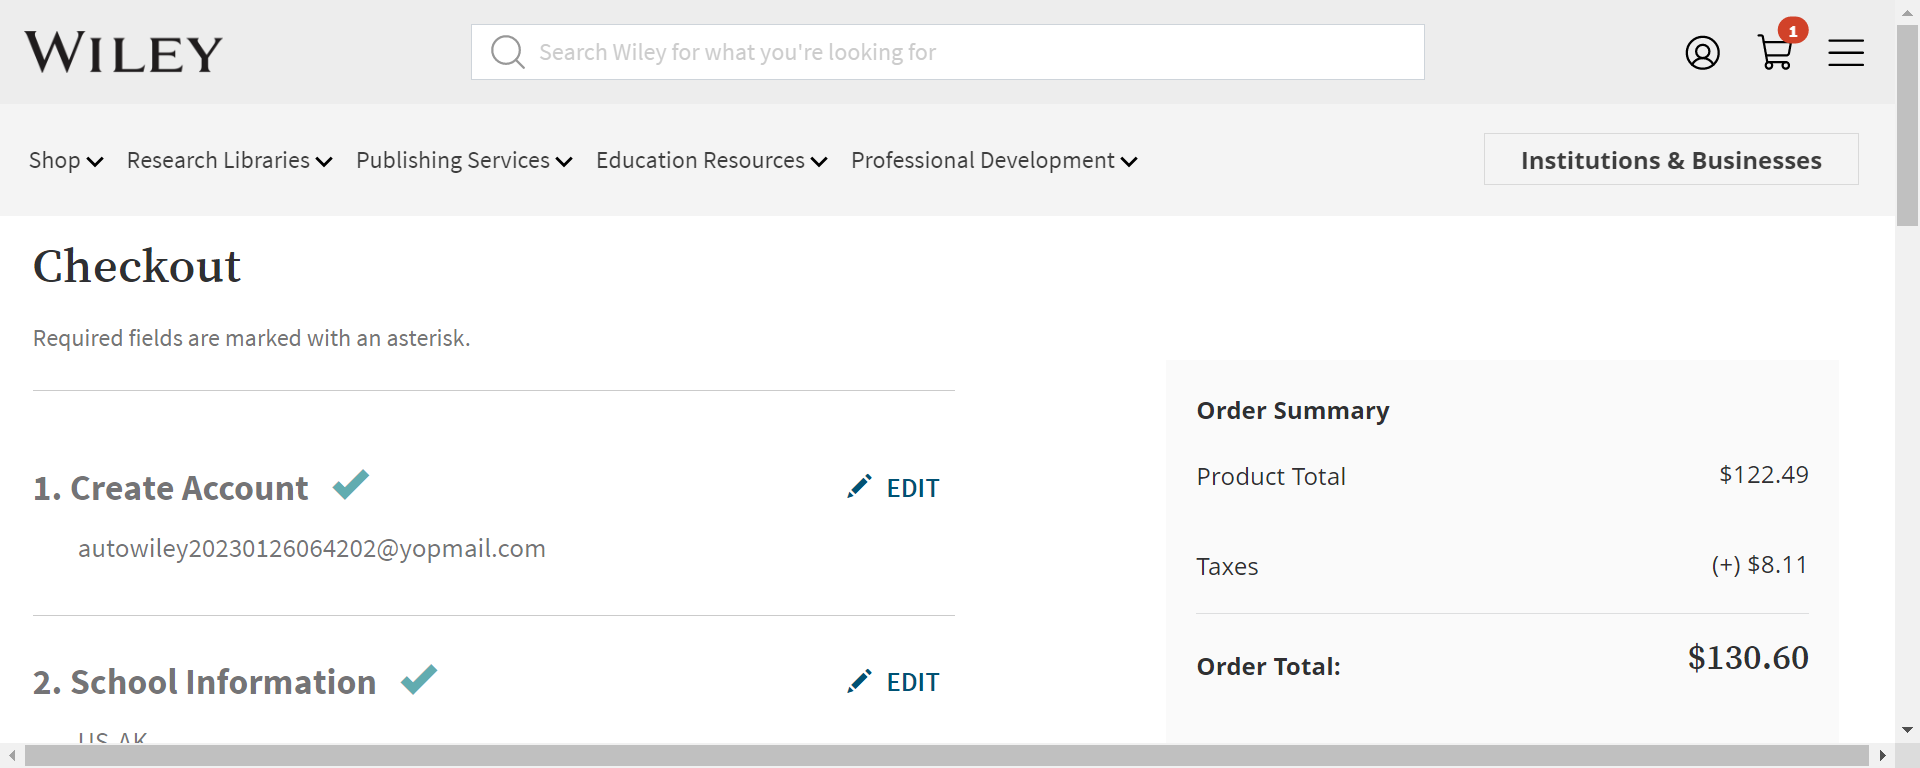 WILEY
Search Wiley for what you're looking for
1
Shop Research Libraries Publishing Services Education Resources Professional Development
Institutions & Businesses
Checkout
Required fields are marked with an asterisk.
1. Create Account
EDIT
autowiley20230126064202@yopmail.com
2. School Information
EDIT
US-AK
Order Summary
Product Total $122.49
Taxes (+) $8.11
Order Total: $130.60